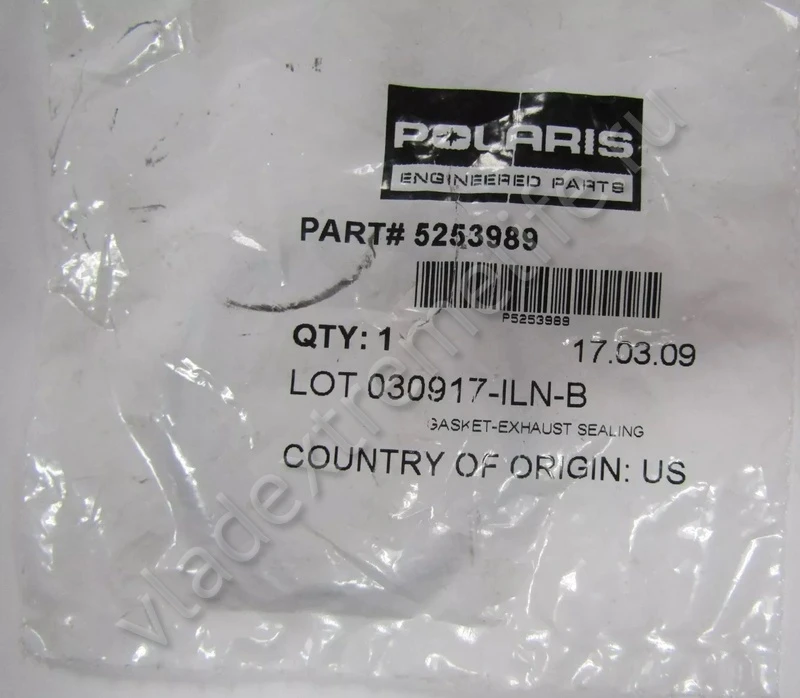 POLARIS
ENGINEERED PARTS
PART# 5253989
P5253989
QTY: 1
17.03.09
LOT 030917-ILN-B
GASKET-EXHAUST SEALING
COUNTRY OF ORIGIN: US
vladextremelife.ru